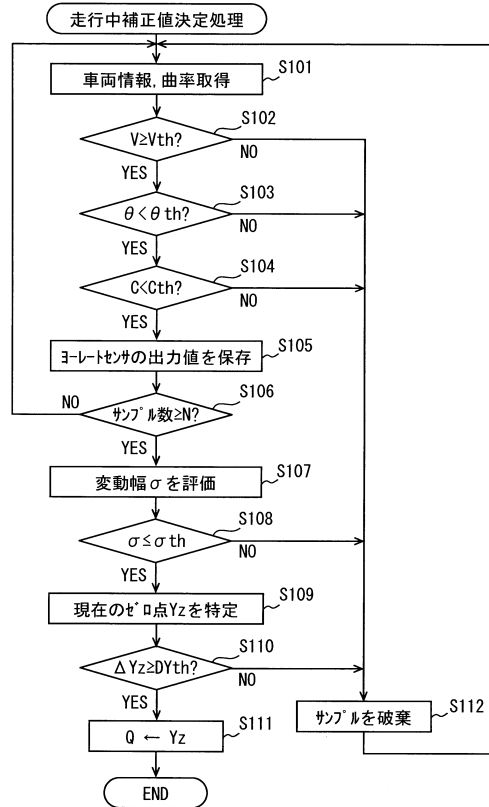 走行中補正値決定処理
車両情報，曲率取得
S101
V≥Vth?
S102
NO
YES
θ＜θth?
S103
NO
YES
C<Cth?
S104
NO
YES
ﾖｰﾚｰﾄｾﾝｻの出力値を保存
S105
ｻﾝﾌﾟﾙ数≥N?
S106
NO
YES
変動幅σを評価
S107
σ≤σth
S108
NO
YES
現在のｾﾞﾛ点Yzを特定
S109
ΔYz≥DYth?
S110
NO
YES
Q ← Yz
S111
ｻﾝﾌﾟﾙを破棄
S112
END